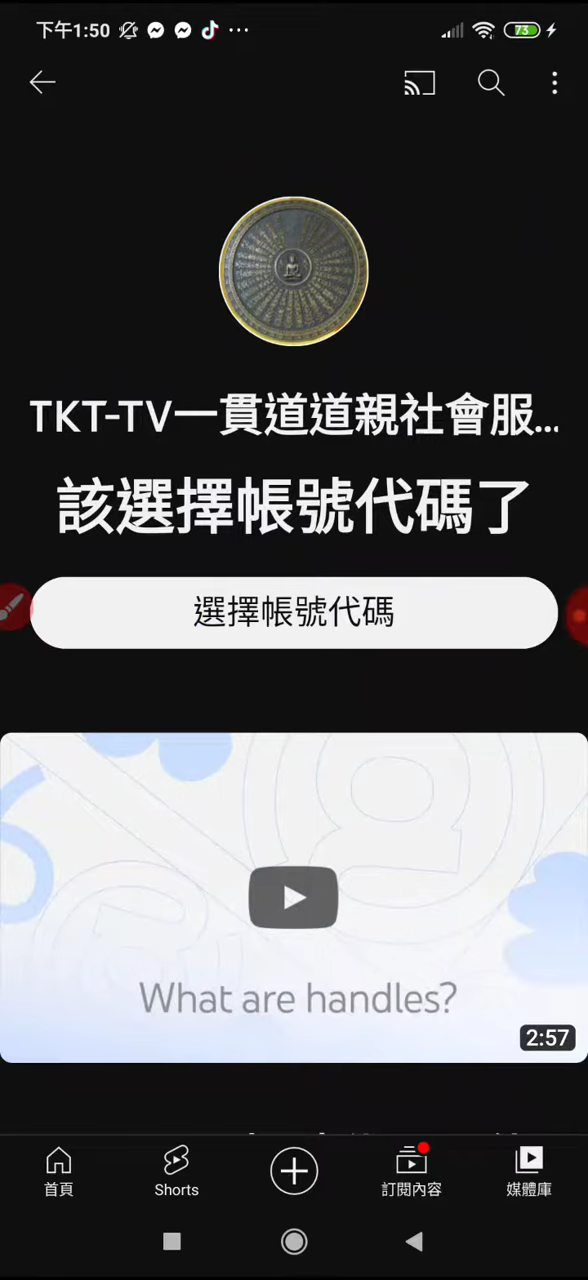 下午1:50
73
TKT-TV一貫道道親社會服...
該選擇帳號代碼了
選擇帳號代碼
What are handles?
2:57
首頁
Shorts
訂閱內容
媒體庫